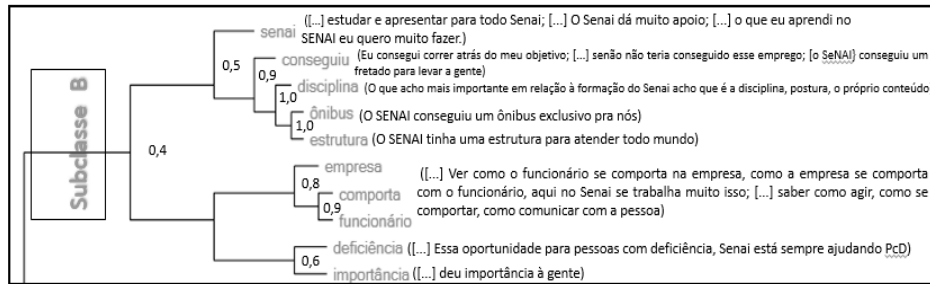 ([...] estudar e apresentar para todo Senai; [...] O Senai dá muito apoio; [...] o que eu aprendi no
senai
SENAI eu quero muito fazer.)
conseguiu (Eu consegui correr atrás do meu objetivo; [...] senão não teria conseguido esse emprego; [o SeNAI} conseguiu um
0,5
0,9
fretado para levar a gente)
disciplina (O que acho mais importante em relação à formação do Senai acho que é a disciplina, postura, o próprio conteúdo
1,0
ônibus (O SENAI conseguiu um ônibus exclusivo pra nós)
1,0
estrutura (O SENAI tinha uma estrutura para atender todo mundo)
Subclasse B
0,4
empresa
([...] Ver como o funcionário se comporta na empresa, como a empresa se comporta
0,8
comporta
com o funcionário, aqui no Senai se trabalha muito isso; [...] saber como agir, como se
0,9
funcionário
comportar, como comunicar com a pessoa)
deficiência ([...] Essa oportunidade para pessoas com deficiência, Senai está sempre ajudando PcD)
0,6
importância ([...] deu importância à gente)